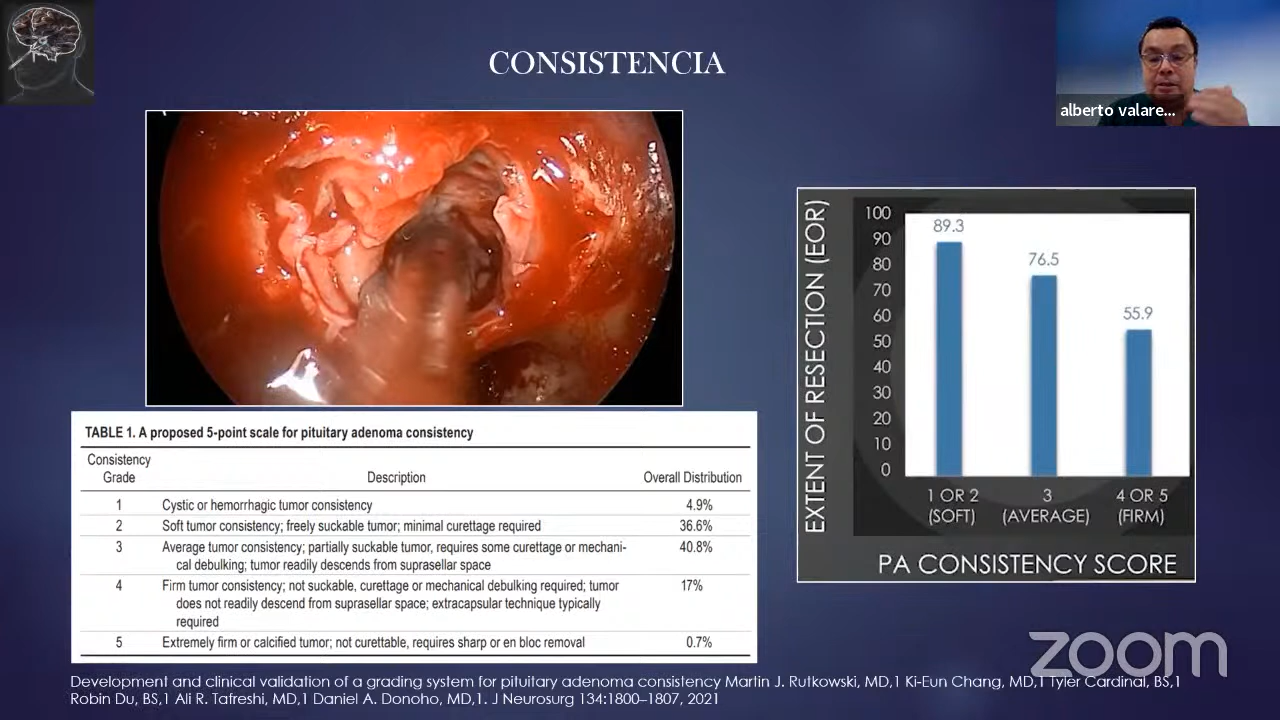 CONSISTENCIA
alberto valare...
TABLE 1. A proposed 5-point scale for pituitary adenoma consistency
Consistency
Grade Description Overall Distribution
1 Cystic or hemorrhagic tumor consistency 4.9%
2 Soft tumor consistency; freely suckable tumor; minimal curettage required 36.6%
3 Average tumor consistency; partially suckable tumor, requires some curettage or mechani- 40.8%
cal debulking; tumor readily descends from suprasellar space
4 Firm tumor consistency; not suckable, curettage or mechanical debulking required; tumor 17%
does not readily descend from suprasellar space; extracapsular technique typically
required
5 Extremely firm or calcified tumor; not curettable, requires sharp or en bloc removal 0.7%
EXTENT OF RESECTION (EOR)
100
90
80
70
60
50
40
30
20
10
0
89.3
76.5
55.9
1 OR 2 3 4 OR 5
(SOFT) (AVERAGE) (FIRM)
PA CONSISTENCY SCORE
zoom
Development and clinical validation of a grading system for pituitary adenoma consistency Martin J. Rutkowski, MD,1 Ki-Eun Chang, MD,1 Tyler Cardinal, BS,1
Robin Du, BS,1 Ali R. Tafreshi, MD,1 Daniel A. Donoho, MD,1. J Neurosurg 134:1800–1807, 2021